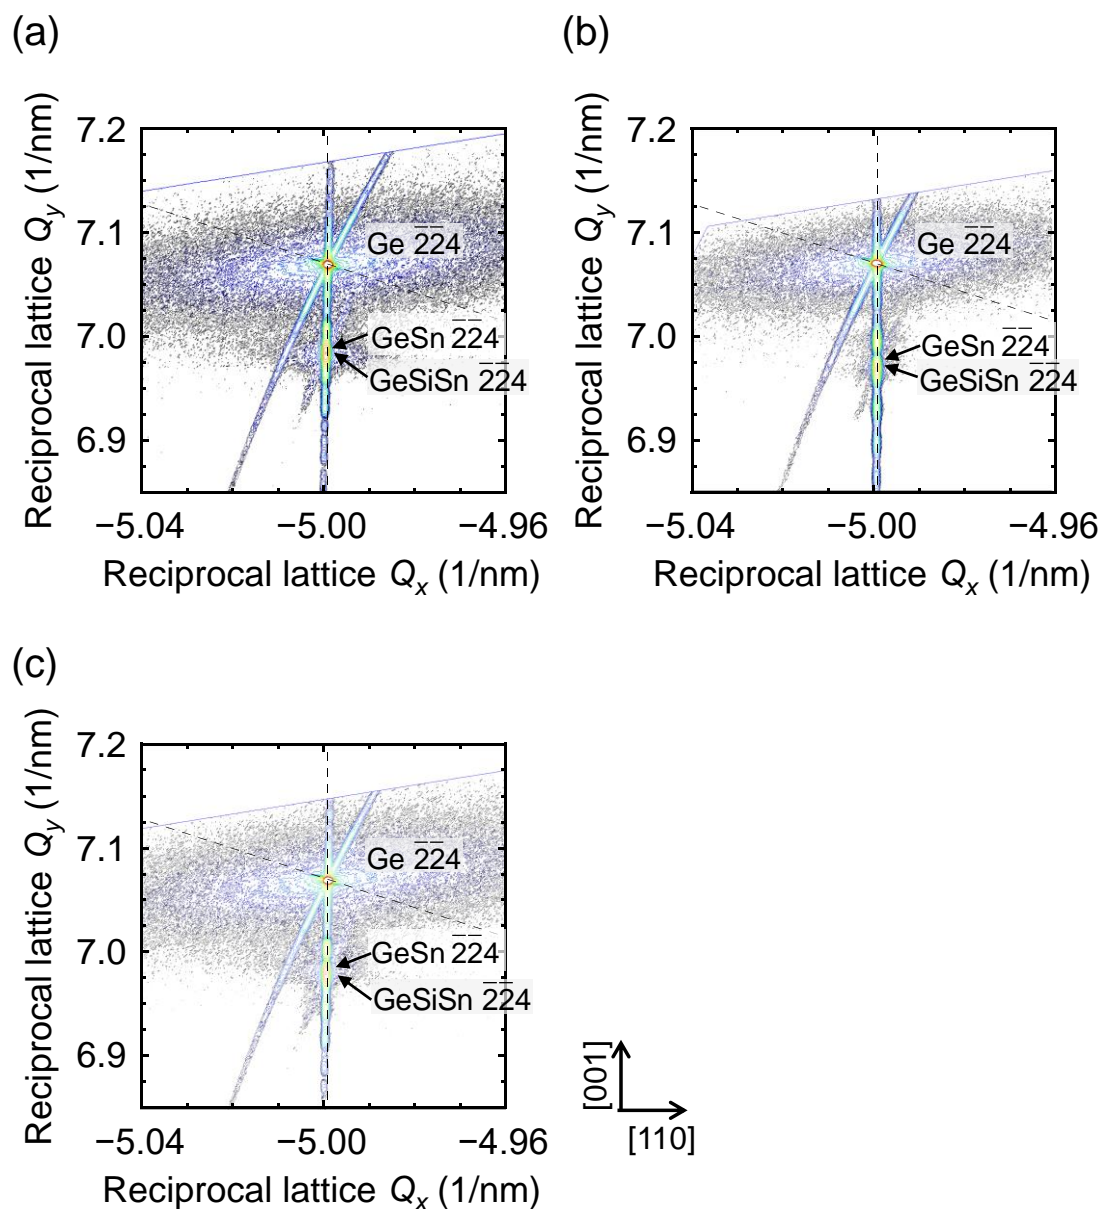 (a)
Reciprocal lattice Qy (1/nm)
7.2
7.1
7.0
6.9
Ge 2̅2̅4
GeSn 2̅2̅4
GeSiSn 2̅2̅4
−5.04 −5.00 −4.96
Reciprocal lattice Qx (1/nm)
(b)
Reciprocal lattice Qy (1/nm)
7.2
7.1
7.0
6.9
Ge 2̅2̅4
GeSn 2̅2̅4
GeSiSn 2̅2̅4
−5.04 −5.00 −4.96
Reciprocal lattice Qx (1/nm)
(c)
Reciprocal lattice Qy (1/nm)
7.2
7.1
7.0
6.9
Ge 2̅2̅4
GeSn 2̅2̅4
GeSiSn 2̅2̅4
−5.04 −5.00 −4.96
Reciprocal lattice Qx (1/nm)
[001]
[110]